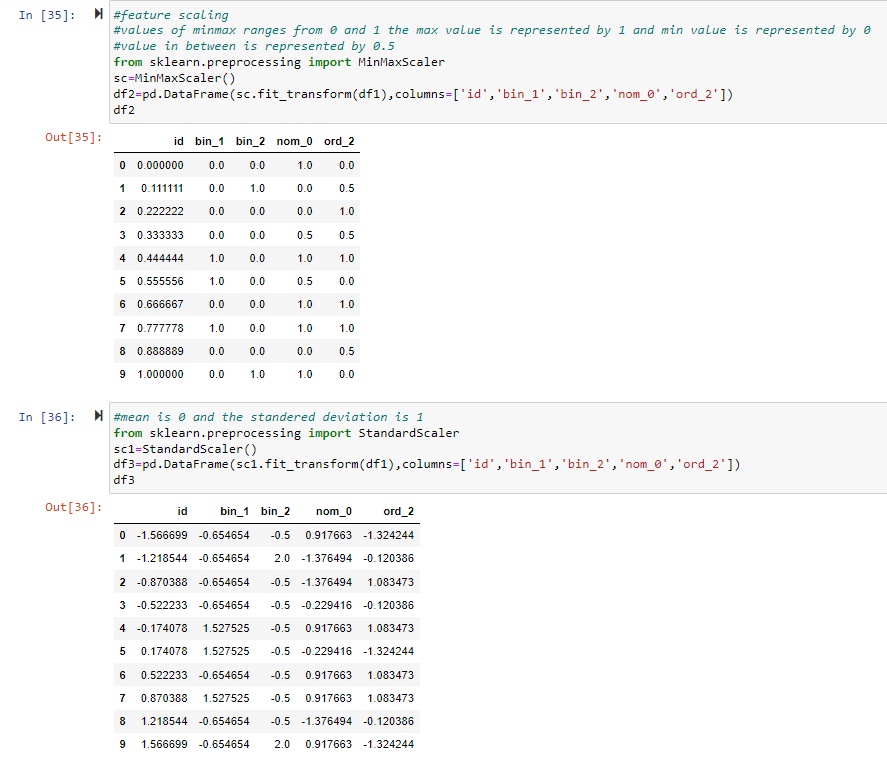 In [35]:
#feature scaling
#values of minmax ranges from 0 and 1 the max value is represented by 1 and min value is represented by 0
#value in between is represented by 0.5
from sklearn.preprocessing import MinMaxScaler
sc=MinMaxScaler()
df2=pd.DataFrame(sc.fit_transform(df1),columns=['id','bin_1','bin_2','nom_0','ord_2'])
df2
Out[35]:
id bin_1 bin_2 nom_0 ord_2
0 0.000000 0.0 0.0 1.0 0.0
1 0.111111 0.0 1.0 0.0 0.5
2 0.222222 0.0 0.0 0.0 1.0
3 0.333333 0.0 0.0 0.5 0.5
4 0.444444 1.0 0.0 1.0 1.0
5 0.555556 1.0 0.0 0.5 0.0
6 0.666667 0.0 0.0 1.0 1.0
7 0.777778 1.0 0.0 1.0 1.0
8 0.888889 0.0 0.0 0.0 0.5
9 1.000000 0.0 1.0 1.0 0.0
In [36]:
#mean is 0 and the standered deviation is 1
from sklearn.preprocessing import StandardScaler
sc1=StandardScaler()
df3=pd.DataFrame(sc1.fit_transform(df1),columns=['id','bin_1','bin_2','nom_0','ord_2'])
df3
Out[36]:
id bin_1 bin_2 nom_0 ord_2
0 -1.566699 -0.654654 -0.5 0.917663 -1.324244
1 -1.218544 -0.654654 2.0 -1.376494 -0.120386
2 -0.870388 -0.654654 -0.5 -1.376494 1.083473
3 -0.522233 -0.654654 -0.5 -0.229416 -0.120386
4 -0.174078 1.527525 -0.5 0.917663 1.083473
5 0.174078 1.527525 -0.5 -0.229416 -1.324244
6 0.522233 -0.654654 -0.5 0.917663 1.083473
7 0.870388 1.527525 -0.5 0.917663 1.083473
8 1.218544 -0.654654 -0.5 -1.376494 -0.120386
9 1.566699 -0.654654 2.0 0.917663 -1.324244